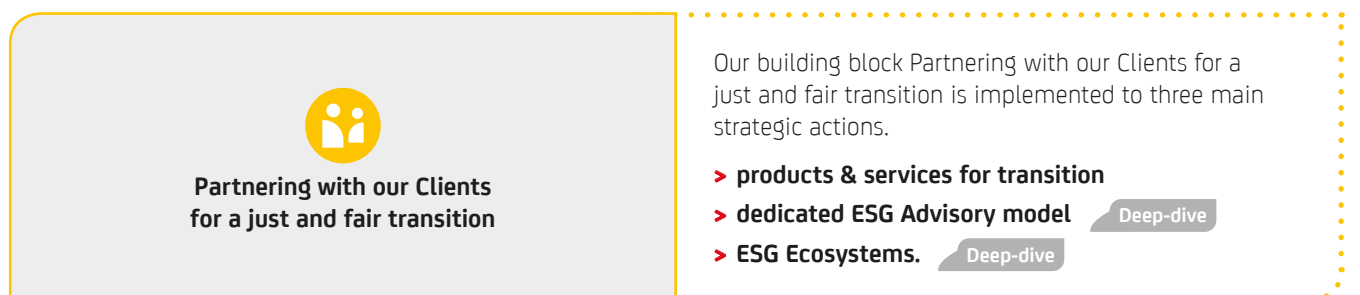 Partnering with our Clients
for a just and fair transition
Our building block Partnering with our Clients for a
just and fair transition is implemented to three main
strategic actions.
> products & services for transition
> dedicated ESG Advisory model Deep-dive
> ESG Ecosystems. Deep-dive